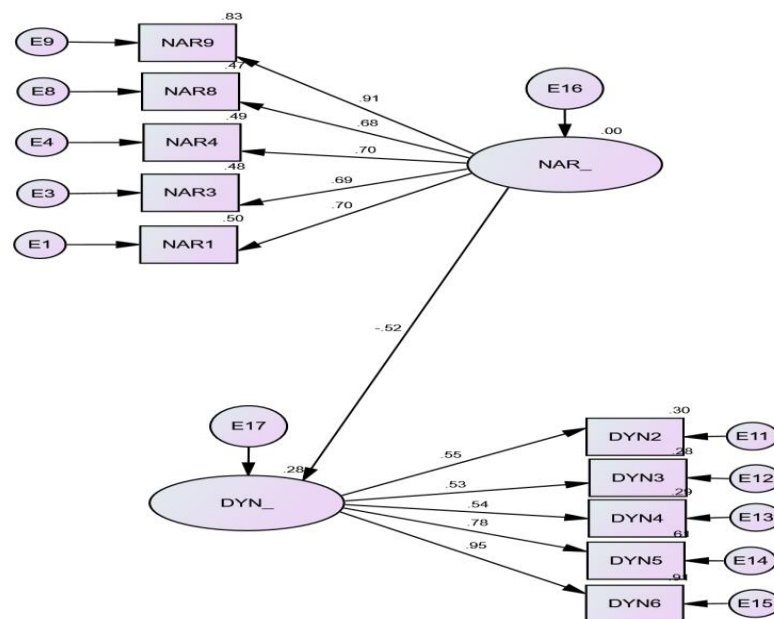 .83
E9 NAR9
.47
E8 NAR8 .91 E16
.49 .68 .00
E4 NAR4 .70 NAR_
.48
E3 NAR3 .69
.50 .70
E1 NAR1
-.52
.30
E17 DYN2 E11
.55 .28
.28 DYN3 E12
.53 .29
DYN_ .54 DYN4 E13
.78 .61
DYN5 E14
.95 .91
DYN6 E15